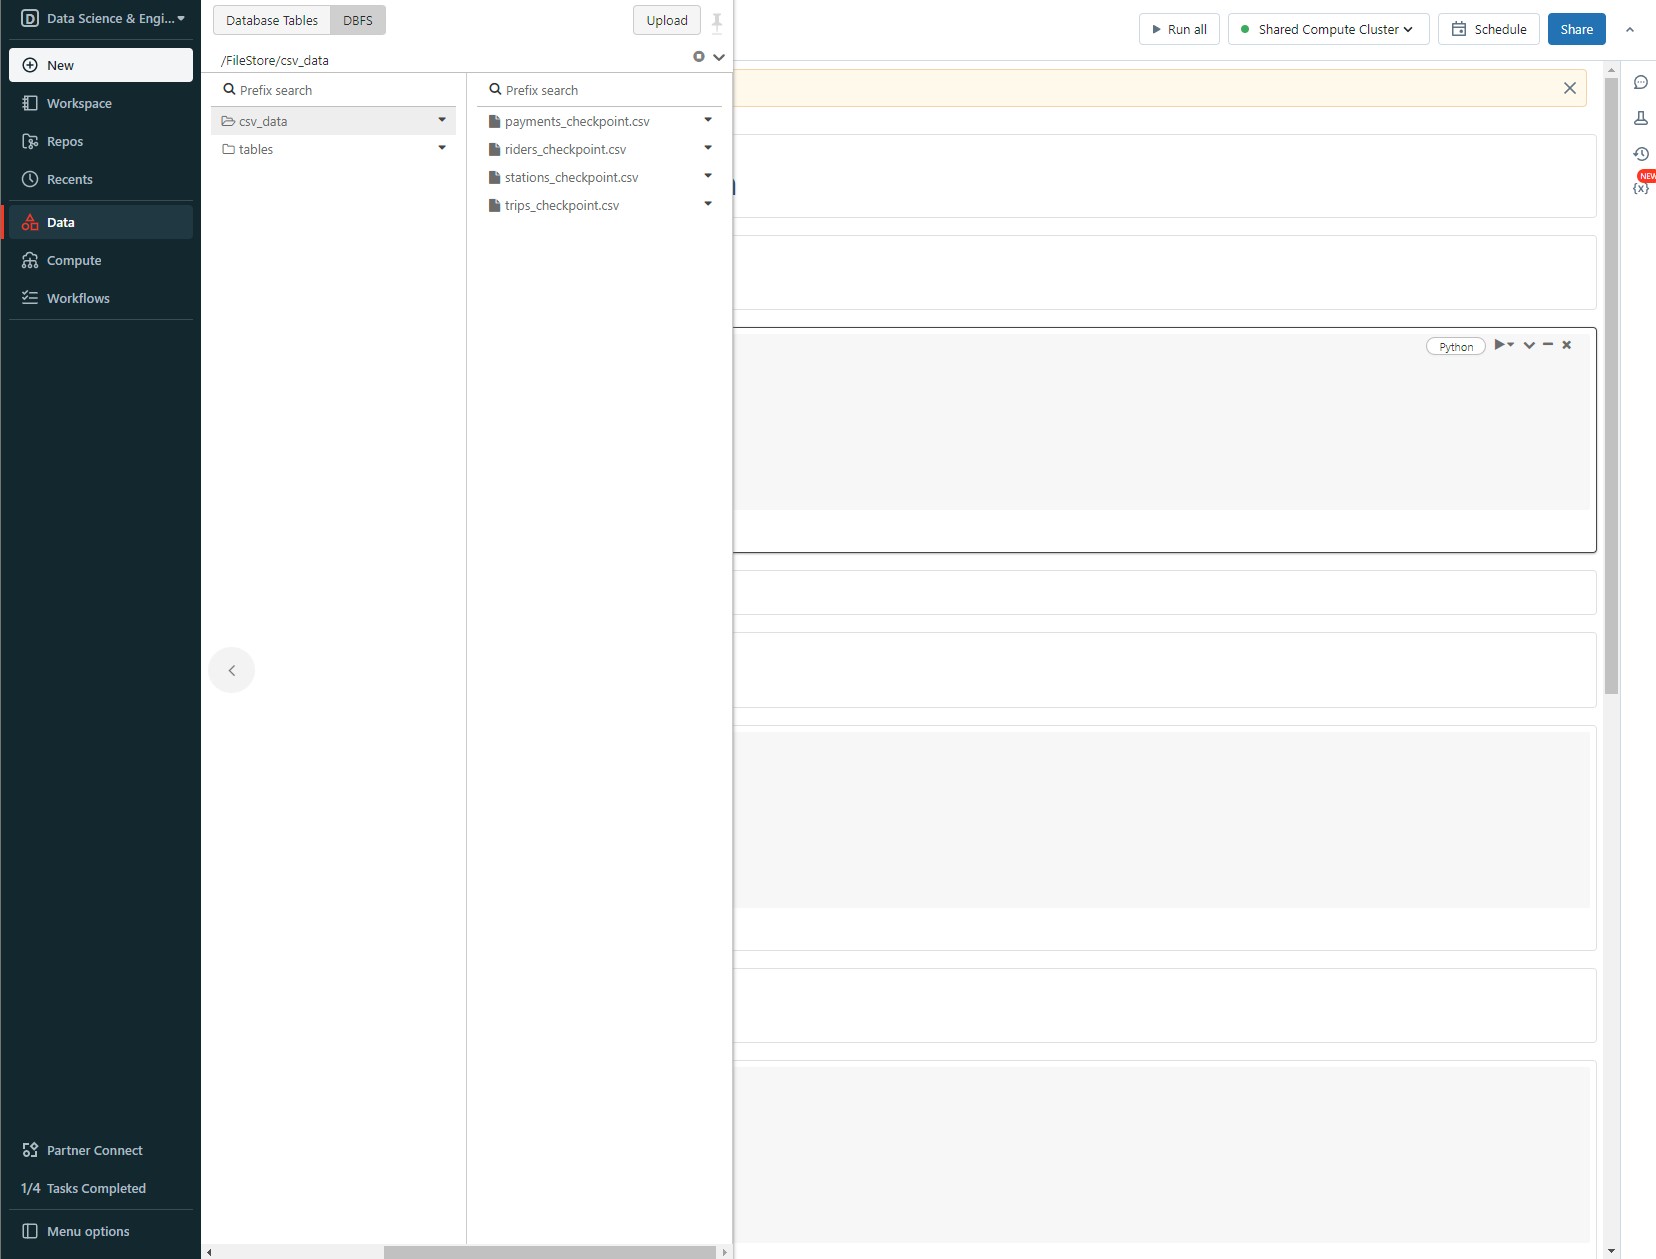 Data Science & Engi...
New
Workspace
Repos
Recents
Data
Compute
Workflows
Partner Connect
1/4 Tasks Completed
Menu options
Database Tables
DBFS
Upload
/FileStore/csv_data
Prefix search
csv_data
tables
Prefix search
payments_checkpoint.csv
riders_checkpoint.csv
stations_checkpoint.csv
trips_checkpoint.csv
Run all
Shared Compute Cluster
Schedule
Share
Python
NEW
{x}